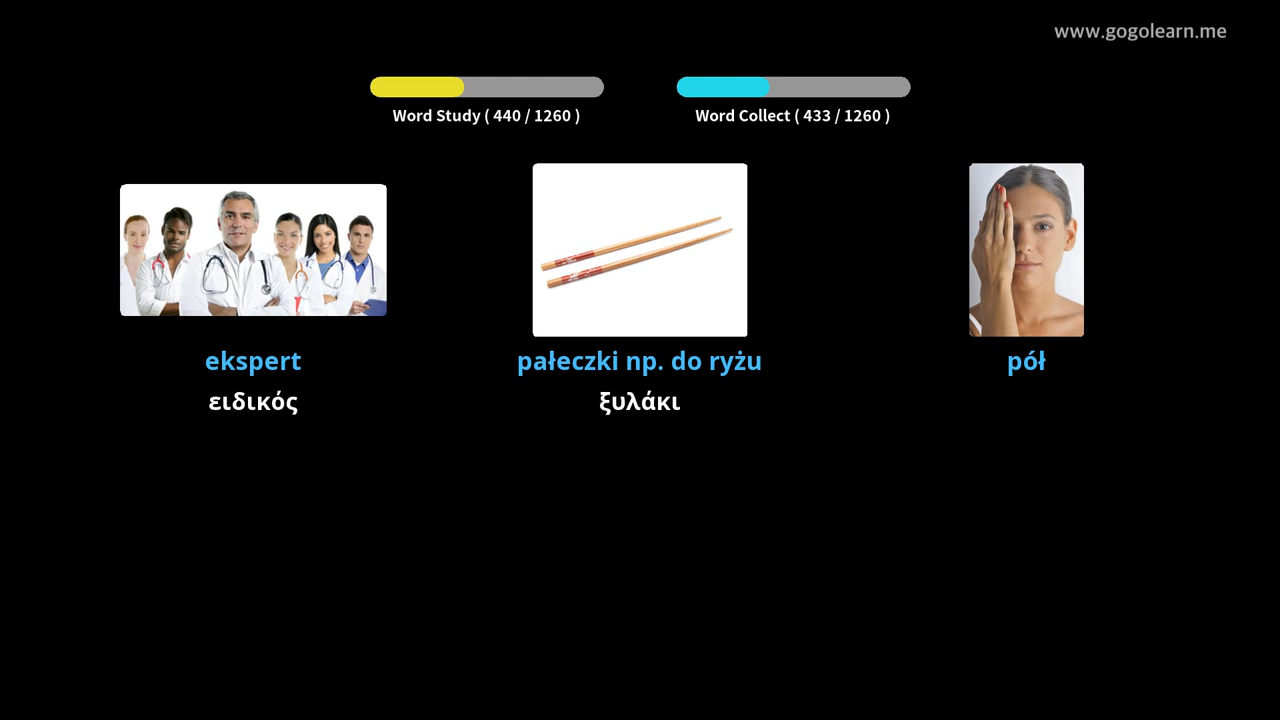 www.gogolearn.me
Word Study ( 440 / 1260 )
Word Collect ( 433 / 1260 )
ekspert
pałeczki np. do ryżu
pół
ειδικός
ξυλάκι